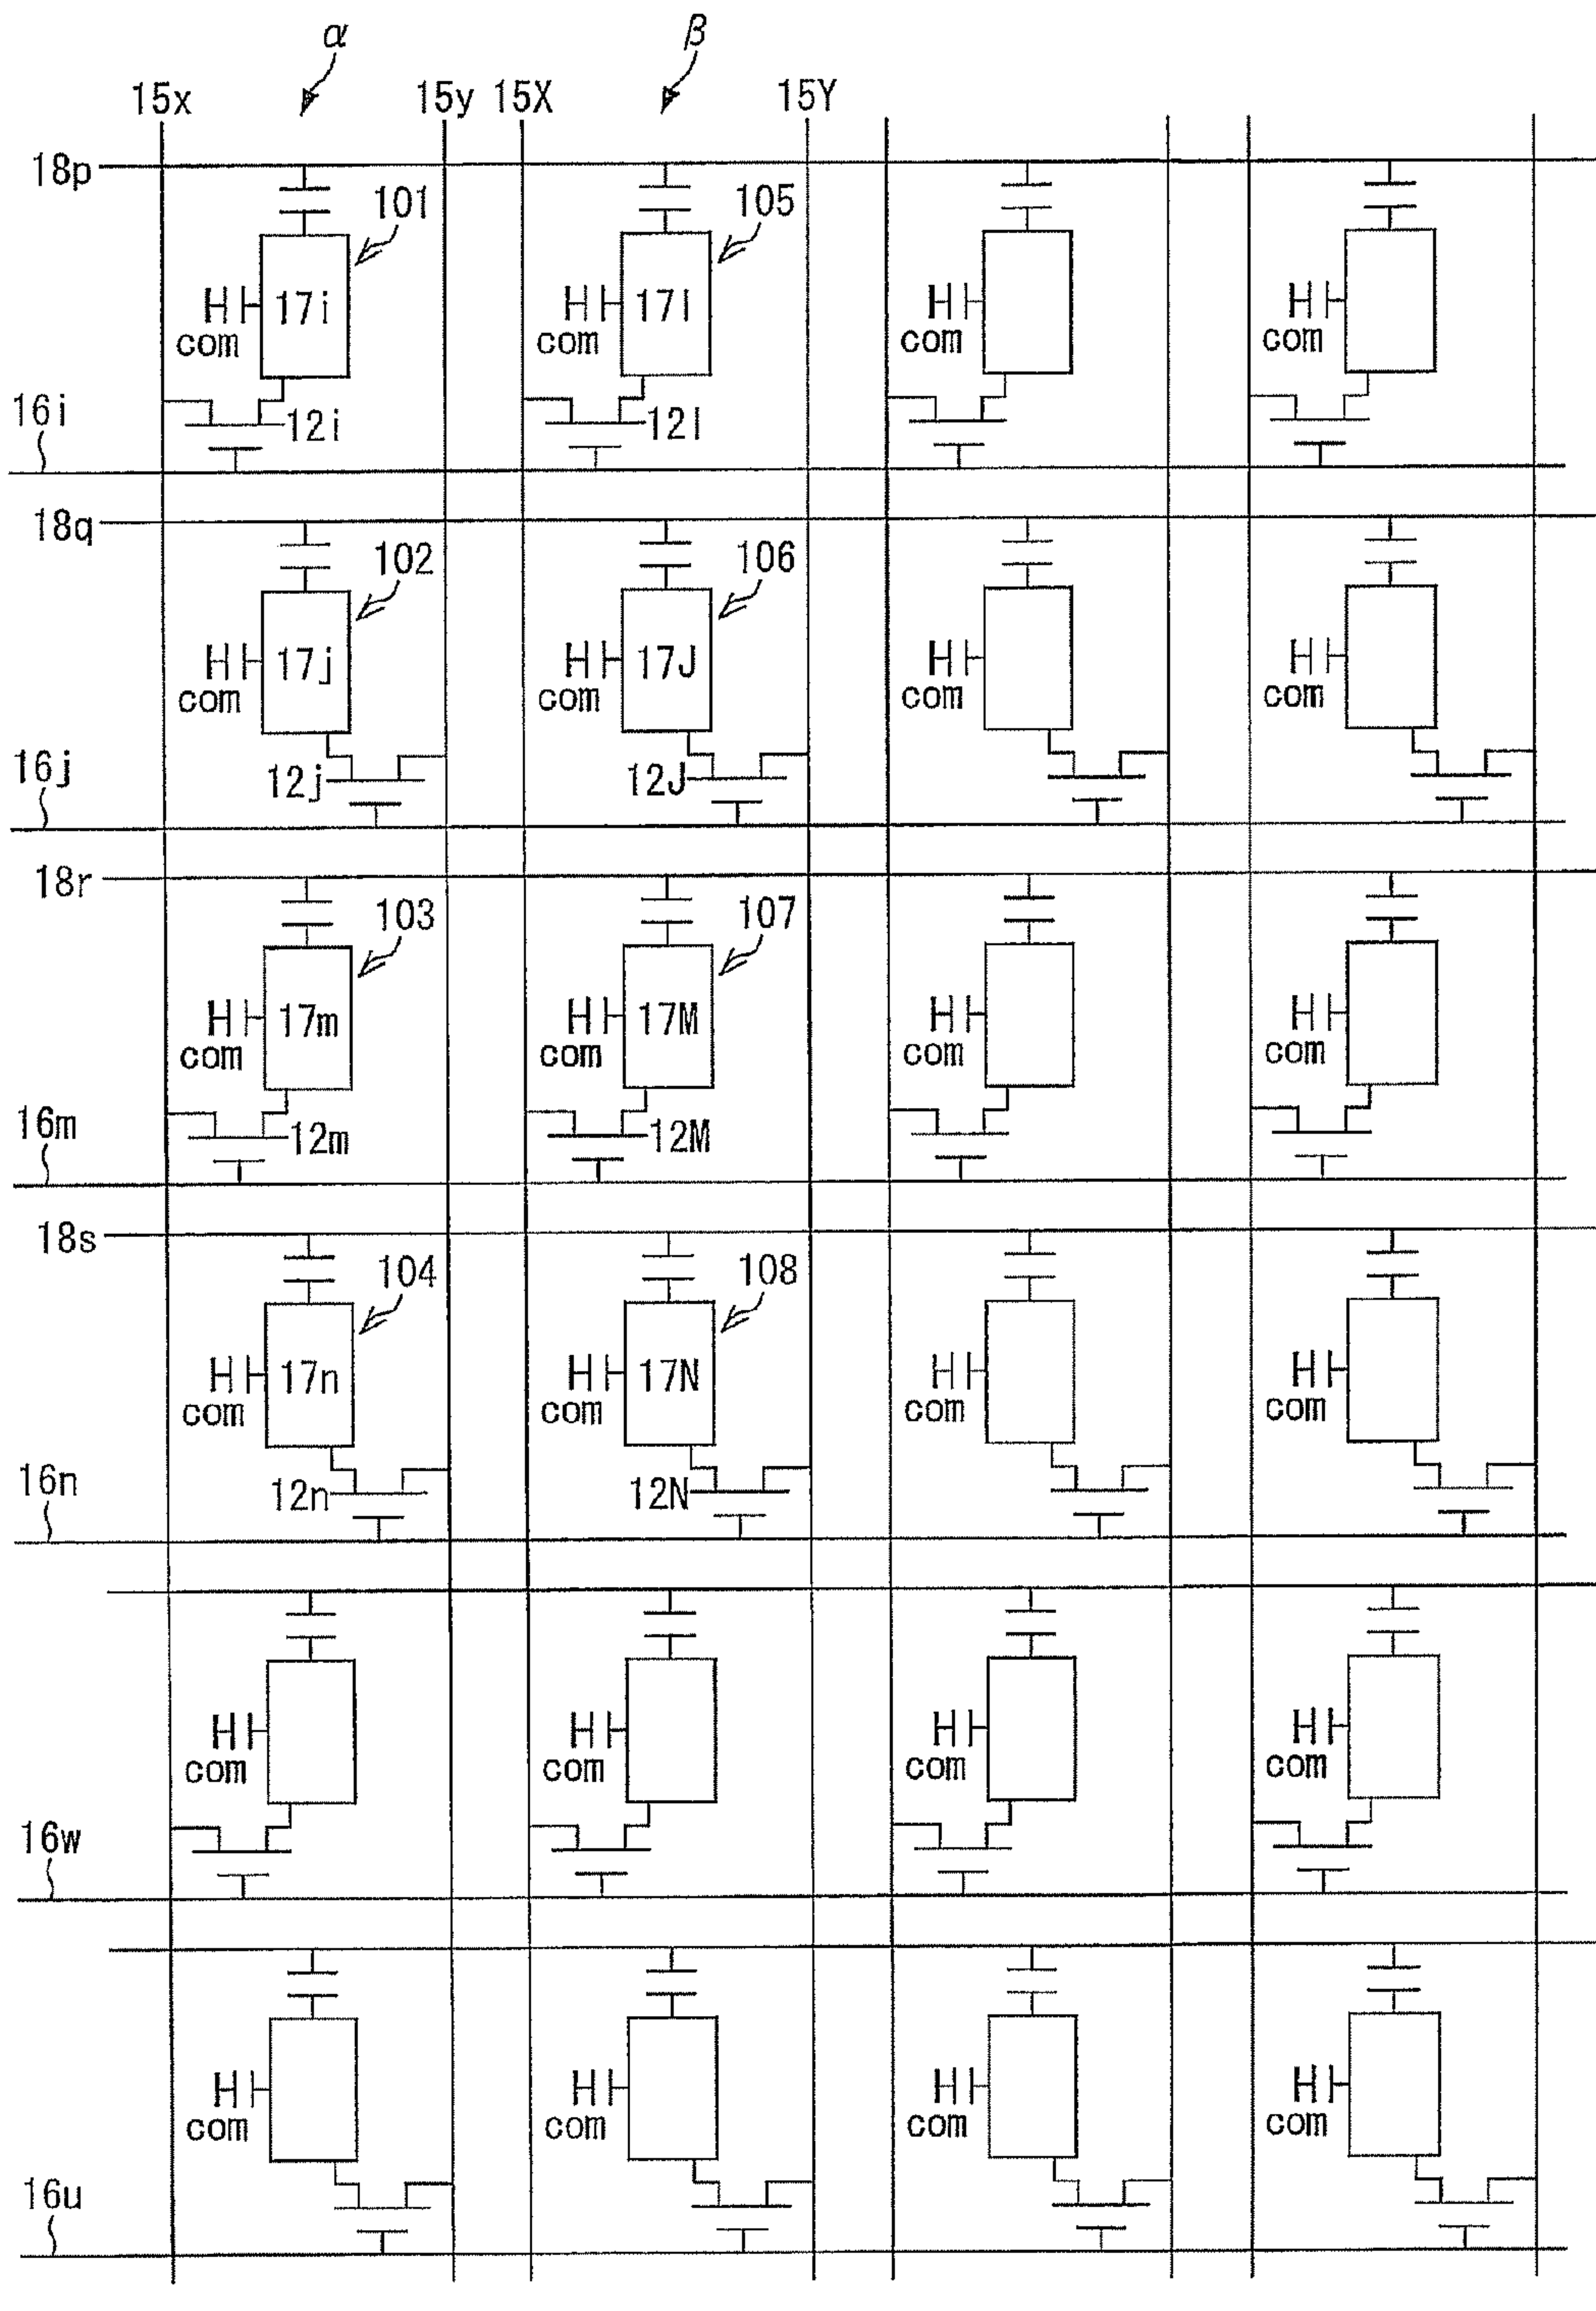 α β
15x 15y 15X 15Y
18p
101 105
17i 17I
com com com com
16i 12i 12I
18q
102 106
17j 17J
com com com com
16j 12j 12J
18r
103 107
17m 17M
com com com com
16m 12m 12M
18s
104 108
17n 17N
com com com com
16n 12n 12N
com com com com
16w
com com com com
16u